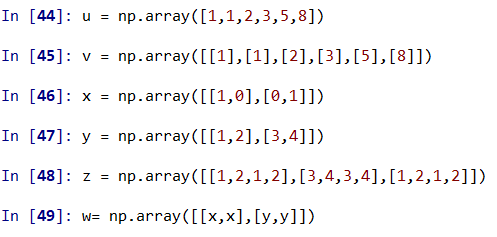 In [44]: u = np.array([1,1,2,3,5,8])
In [45]: v = np.array([[1],[1],[2],[3],[5],[8]])
In [46]: x = np.array([[1,0],[0,1]])
In [47]: y = np.array([[1,2],[3,4]])
In [48]: z = np.array([[1,2,1,2],[3,4,3,4],[1,2,1,2]])
In [49]: w= np.array([[x,x],[y,y]])